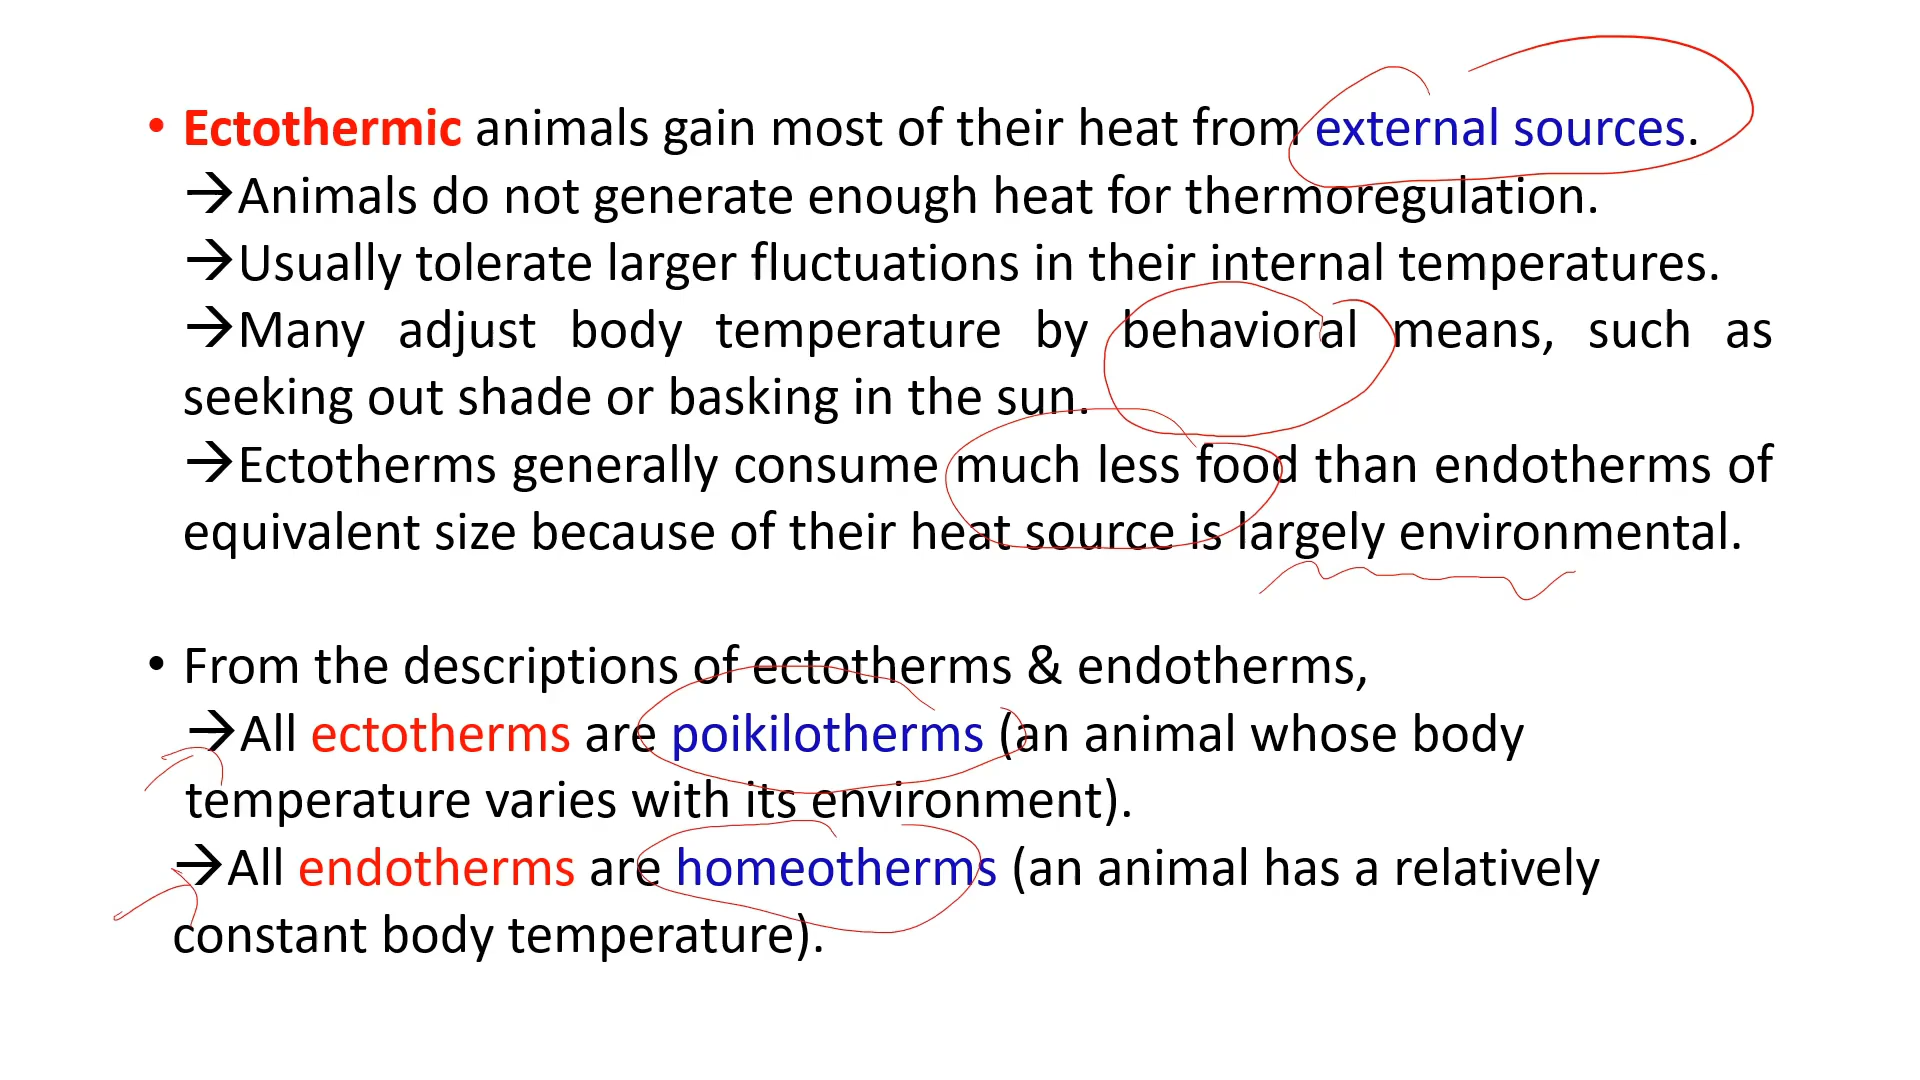 • Ectothermic animals gain most of their heat from external sources.
→Animals do not generate enough heat for thermoregulation.
→Usually tolerate larger fluctuations in their internal temperatures.
→Many adjust body temperature by behavioral means, such as
seeking out shade or basking in the sun.
→Ectotherms generally consume much less food than endotherms of
equivalent size because of their heat source is largely environmental.
• From the descriptions of ectotherms & endotherms,
→All ectotherms are poikilotherms (an animal whose body
temperature varies with its environment).
→All endotherms are homeotherms (an animal has a relatively
constant body temperature).